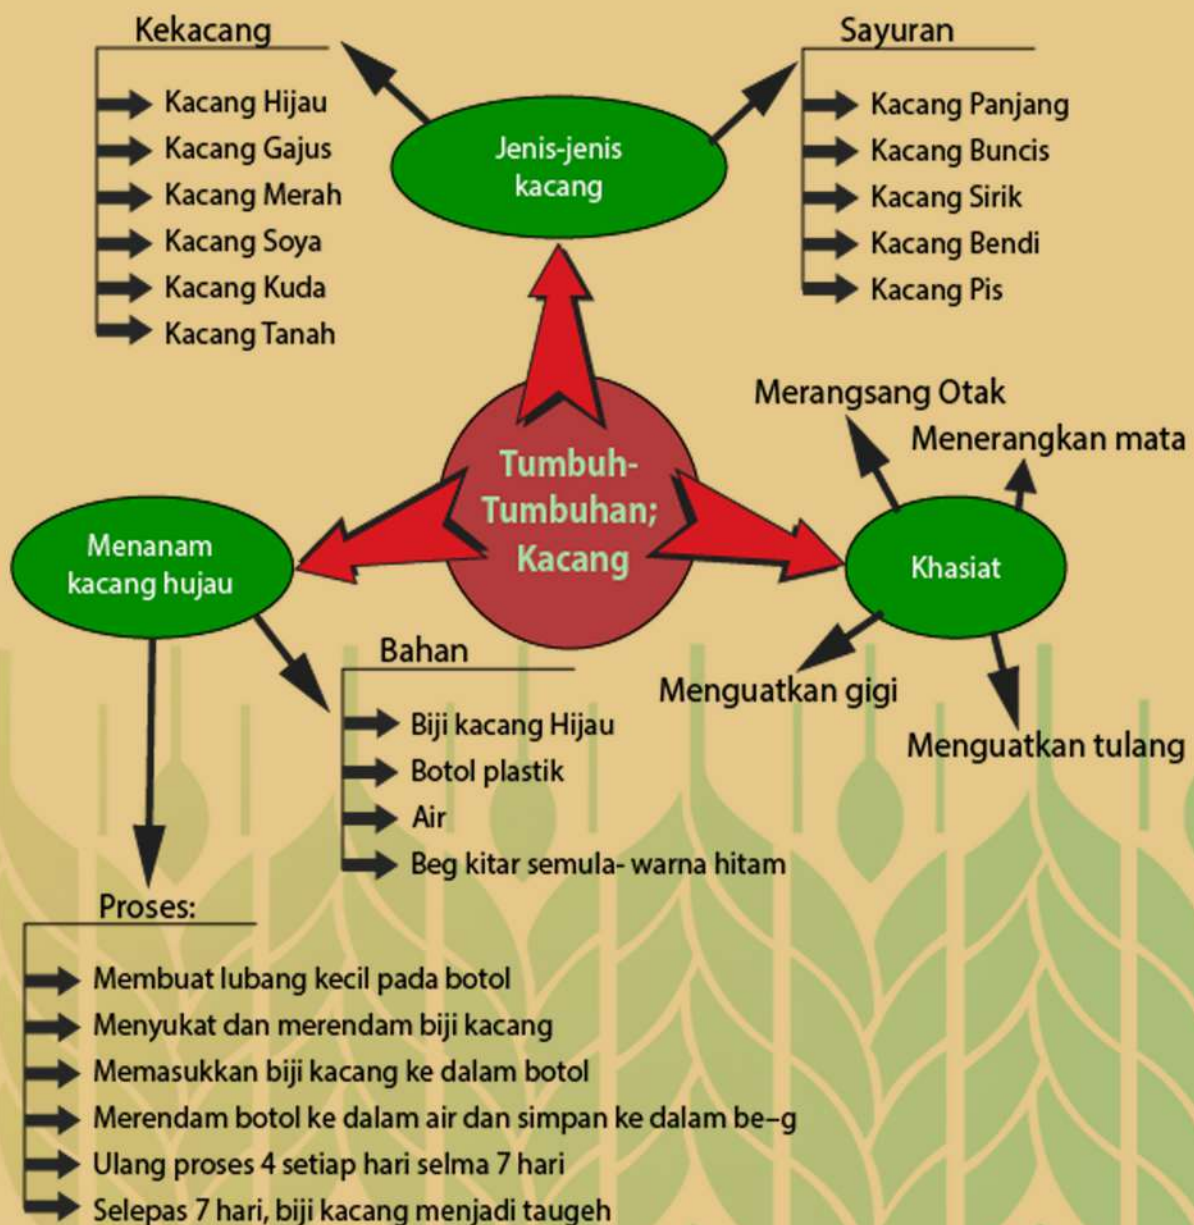 Kekacang
Kacang Hijau
Kacang Gajus
Kacang Merah
Kacang Soya
Kacang Kuda
Kacang Tanah
Jenis-jenis
kacang
Sayuran
Kacang Panjang
Kacang Buncis
Kacang Sirik
Kacang Bendi
Kacang Pis
Tumbuh-
Tumbuhan;
Kacang
Merangsang Otak
Menerangkan mata
Khasiat
Menguatkan gigi
Menguatkan tulang
Menanam
kacang hujau
Bahan
Biji kacang Hijau
Botol plastik
Air
Beg kitar semula- warna hitam
Proses:
Membuat lubang kecil pada botol
Menyukat dan merendam biji kacang
Memasukkan biji kacang ke dalam botol
Merendam botol ke dalam air dan simpan ke dalam be–g
Ulang proses 4 setiap hari selma 7 hari
Selepas 7 hari, biji kacang menjadi taugeh